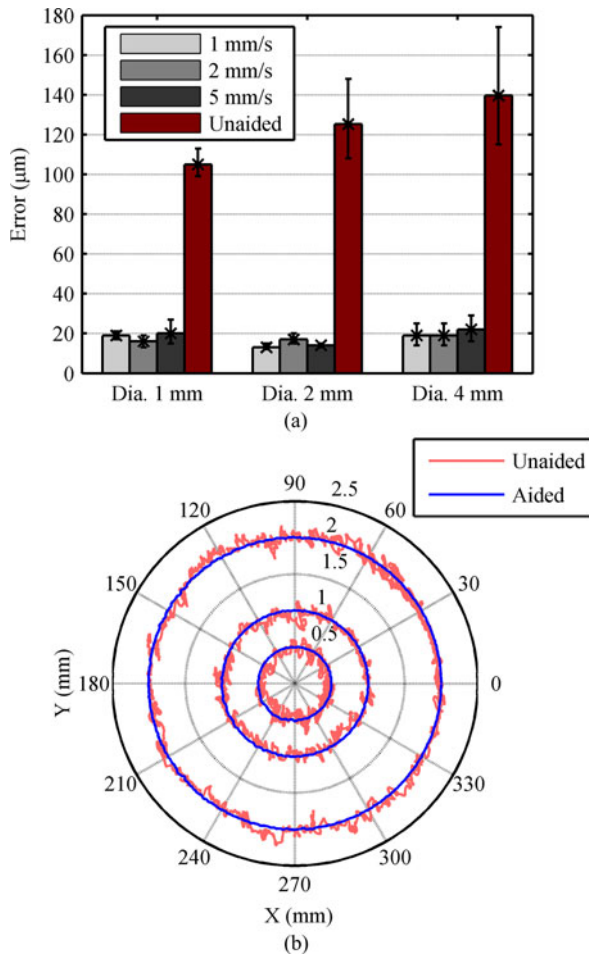 180
160
140
120
100
80
60
40
20
0
Error (μm)
1 mm/s
2 mm/s
5 mm/s
Unaided
Dia. 1 mm Dia. 2 mm Dia. 4 mm
(a)
Unaided
Aided
90
2.5
120
60
2
150
1.5
30
1
0.5
Y (mm)
180
0
210
330
240
300
270
X (mm)
(b)